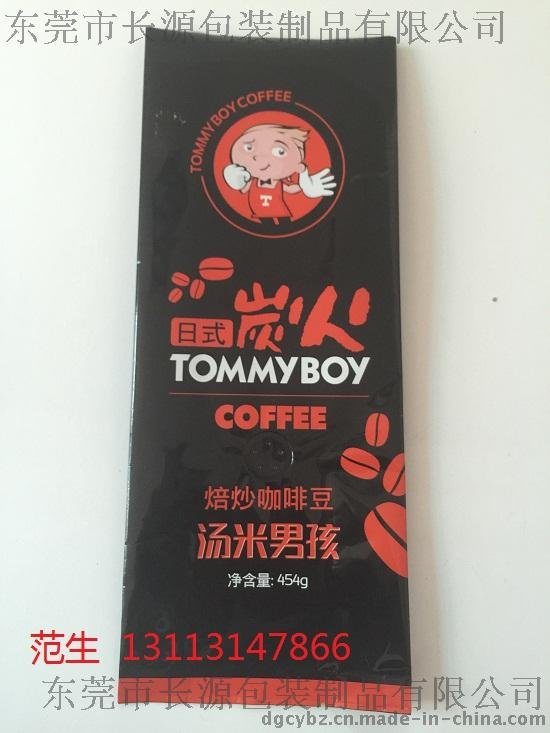 东莞市长源包装制品有限公司
TOMMY BOY COFFEE
T
日式 炭火
TOMMYBOY
COFFEE
焙炒咖啡豆
汤米男孩
净含量: 454g
范生 13113147866
东莞市长源包装制品有限公司
dgcybz.cn.made-in-china.com